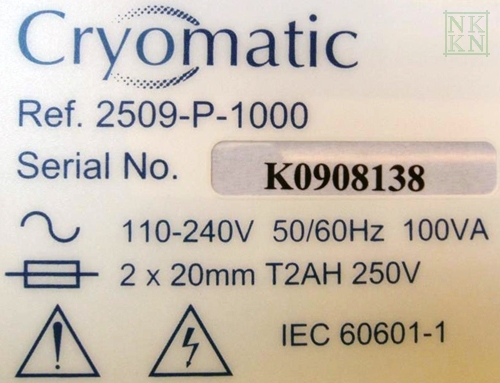 NK
KN
Cryomatic
Ref. 2509-P-1000
Serial No. K0908138
110-240V 50/60Hz 100VA
2 x 20mm T2AH 250V
! IEC 60601-1